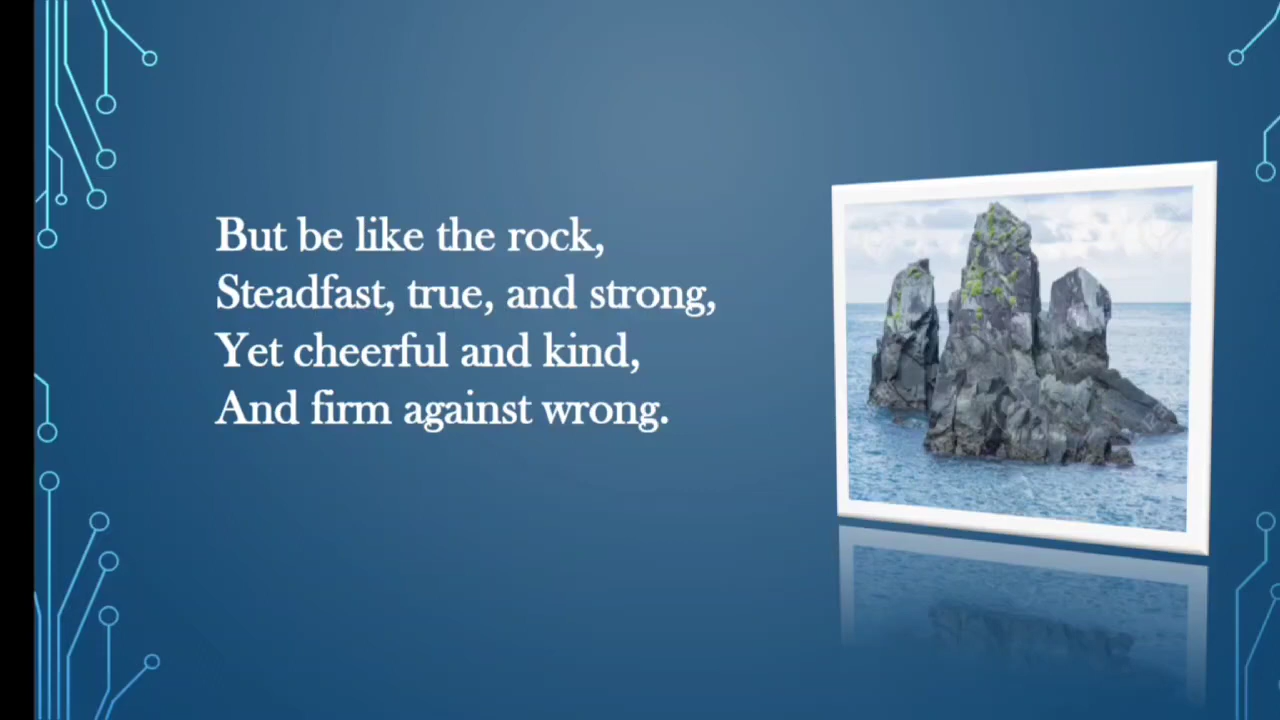 But be like the rock,
Steadfast, true, and strong,
Yet cheerful and kind,
And firm against wrong.